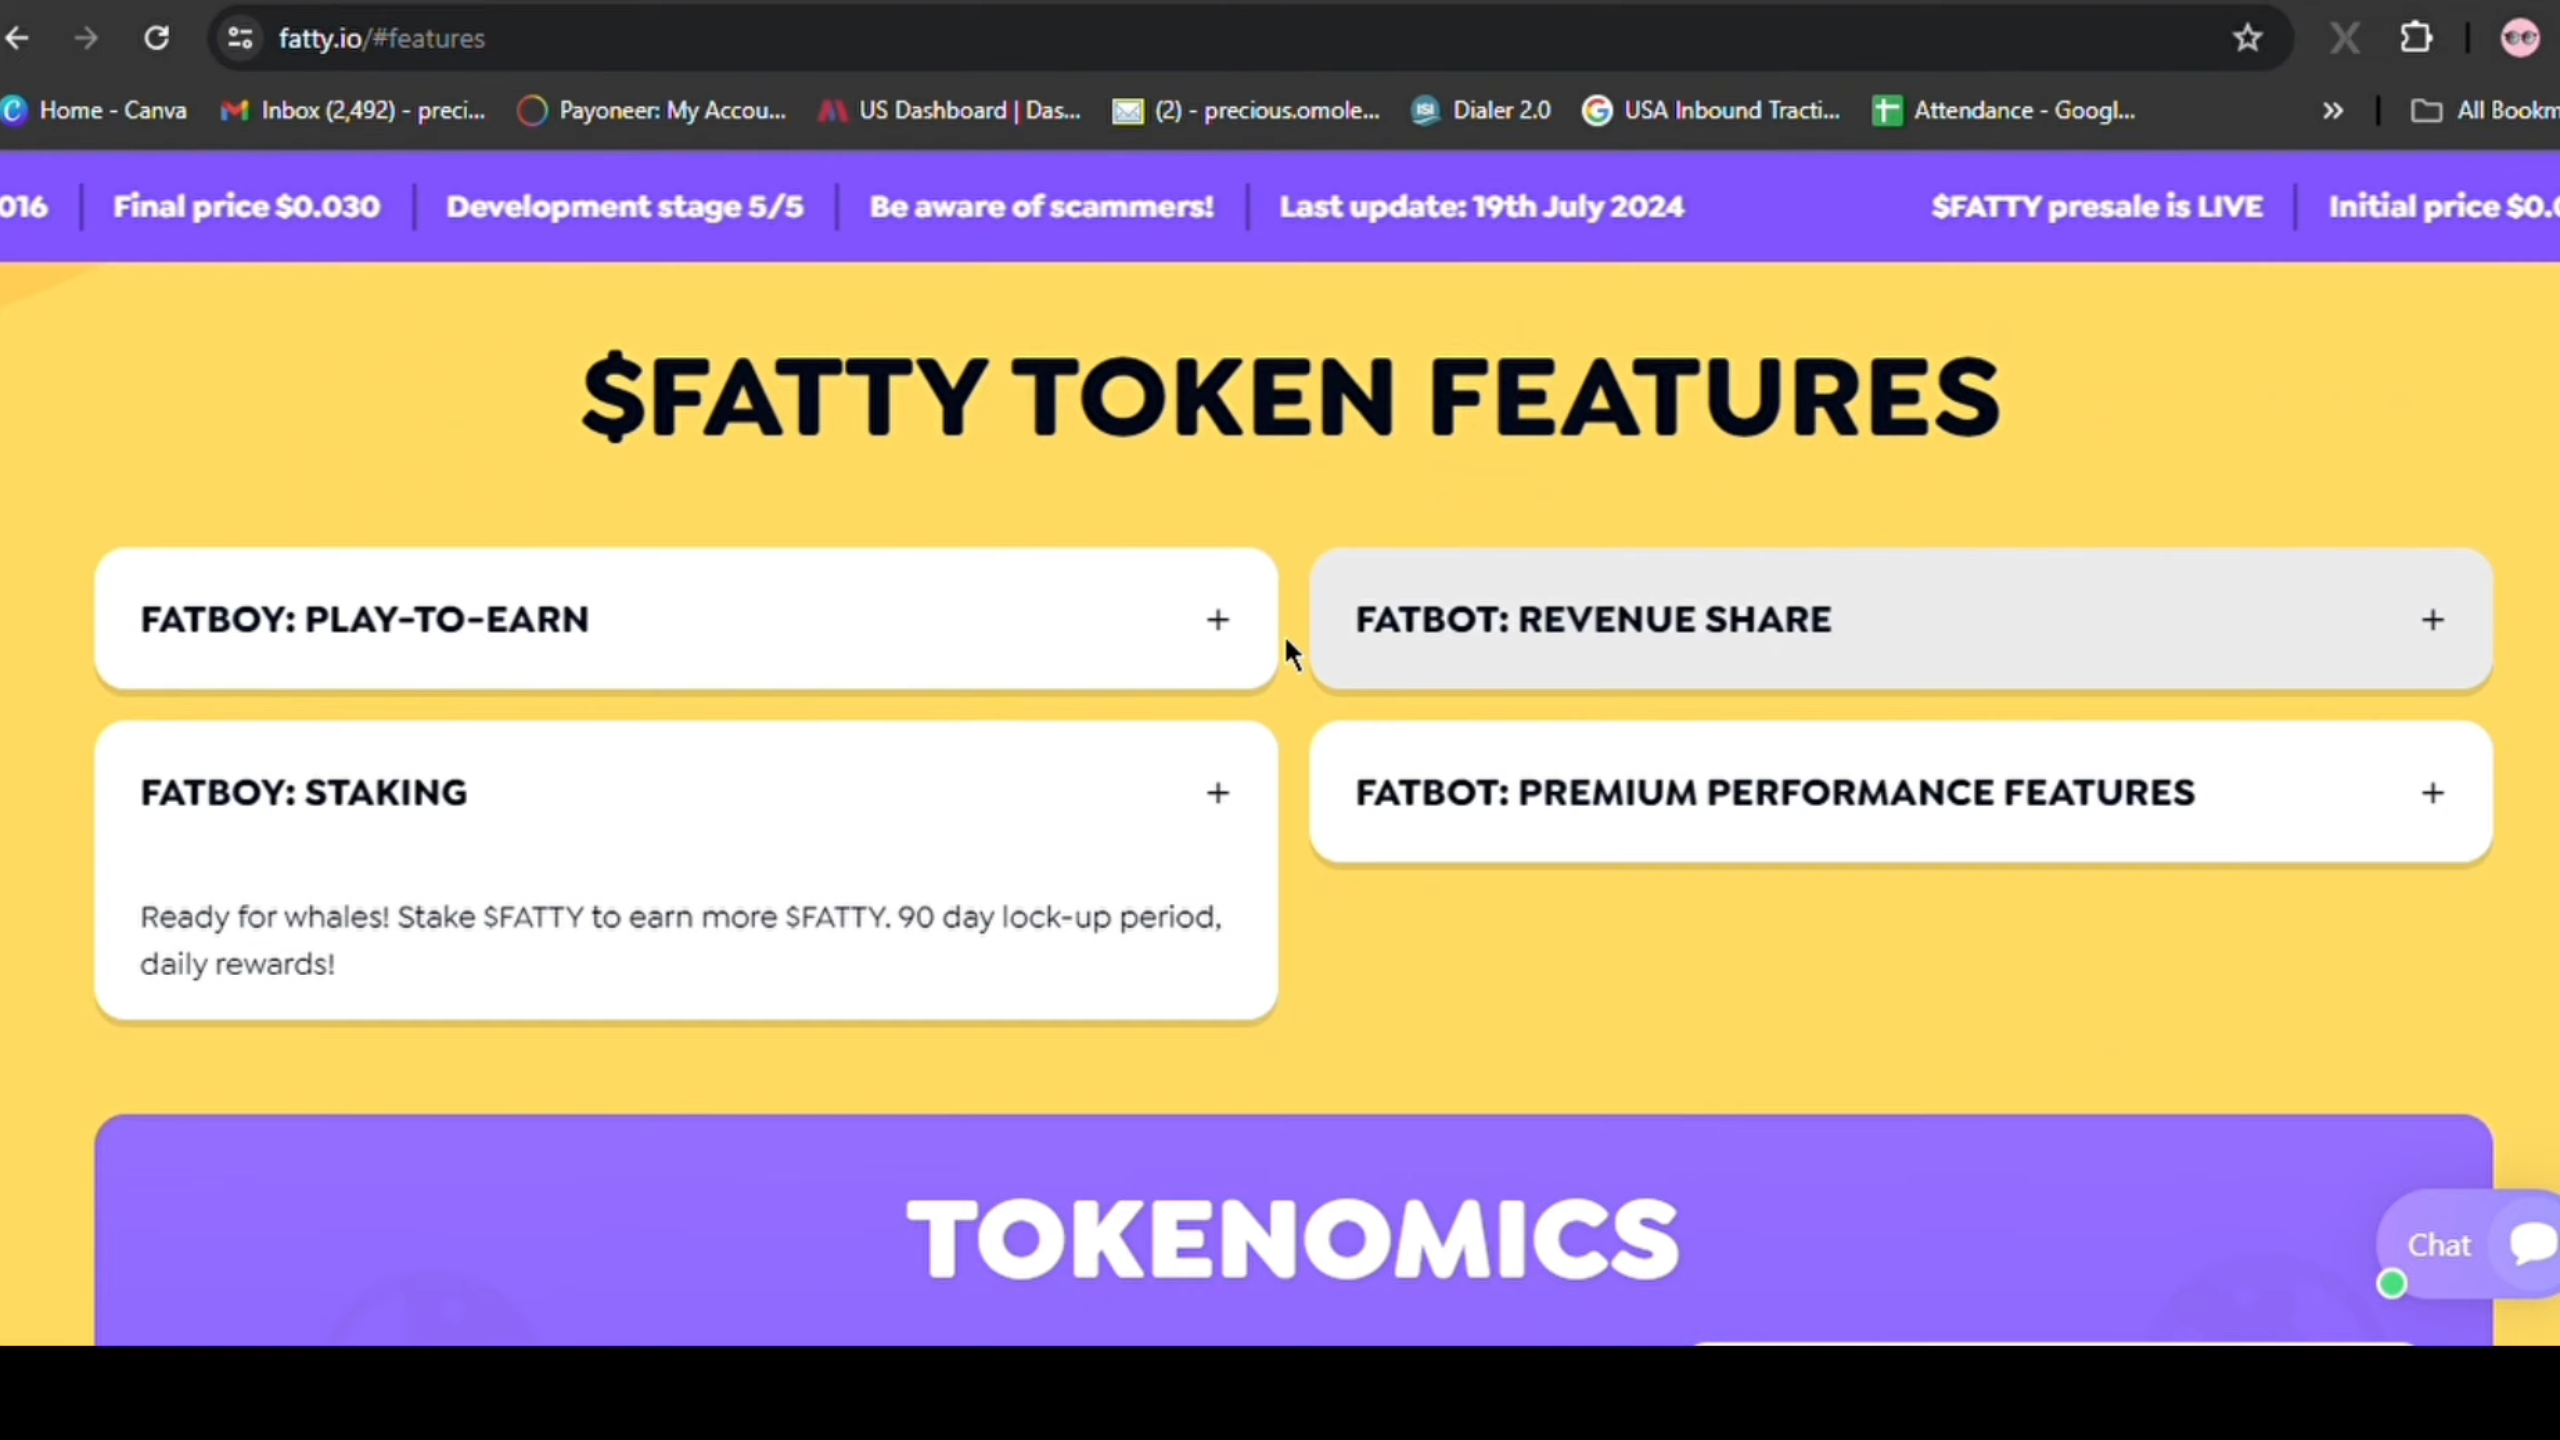 fatty.io/#features
Home - Canva
Inbox (2,492) - preci...
Payoneer: My Accou...
US Dashboard | Das...
(2) - precious.omole...
Dialer 2.0
USA Inbound Tracti...
Attendance - Googl...
All Bookm
016 | Final price $0.030 | Development stage 5/5 | Be aware of scammers! | Last update: 19th July 2024
$FATTY presale is LIVE | Initial price $0.0
$FATTY TOKEN FEATURES
FATBOY: PLAY-TO-EARN +
FATBOT: REVENUE SHARE +
FATBOY: STAKING +
FATBOT: PREMIUM PERFORMANCE FEATURES +
Ready for whales! Stake $FATTY to earn more $FATTY. 90 day lock-up period,
daily rewards!
TOKENOMICS
Chat